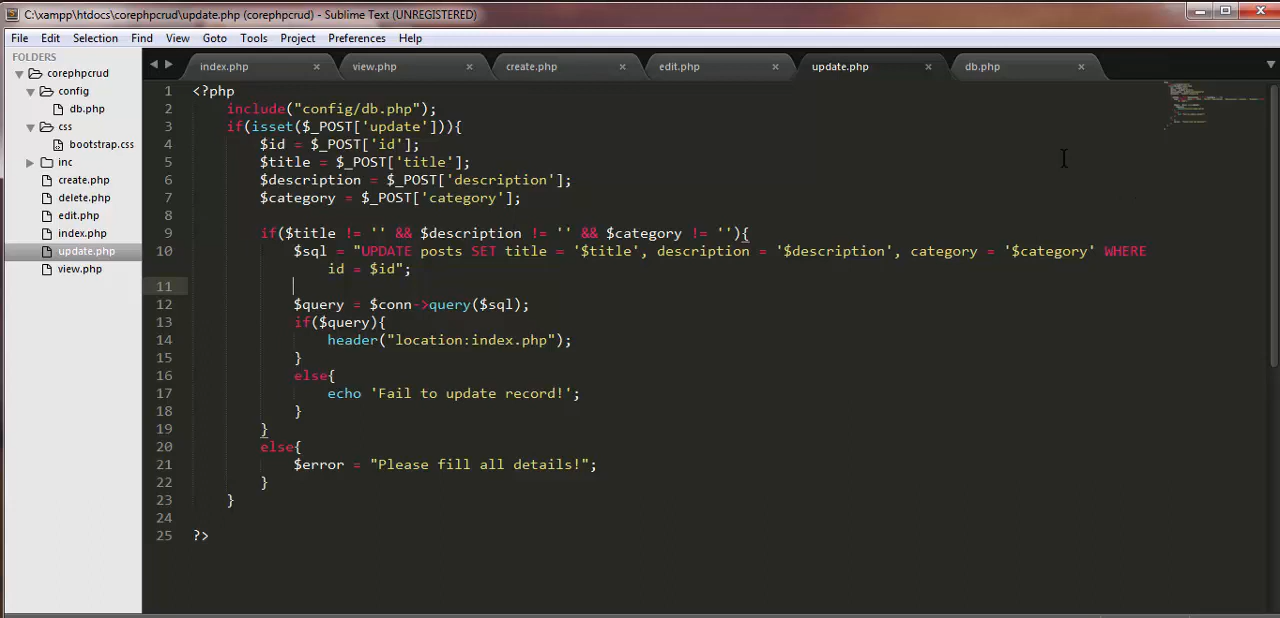 C:\xampp\htdocs\corephpcrud\update.php (corephpcrud) - Sublime Text (UNREGISTERED)
File Edit Selection Find View Goto Tools Project Preferences Help
FOLDERS
corephpcrud
config
db.php
css
bootstrap.css
inc
create.php
delete.php
edit.php
index.php
update.php
view.php
index.php view.php create.php edit.php update.php db.php
1 <?php
2 include("config/db.php");
3 if(isset($_POST['update'])){
4 $id = $_POST['id'];
5 $title = $_POST['title'];
6 $description = $_POST['description'];
7 $category = $_POST['category'];
8
9 if($title != '' && $description != '' && $category != ''){
10 $sql = "UPDATE posts SET title = '$title', description = '$description', category = '$category' WHERE
id = $id";
11
12 $query = $conn->query($sql);
13 if($query){
14 header("location:index.php");
15 }
16 else{
17 echo 'Fail to update record!';
18 }
19 }
20 else{
21 $error = "Please fill all details!";
22 }
23 }
24
25 ?>